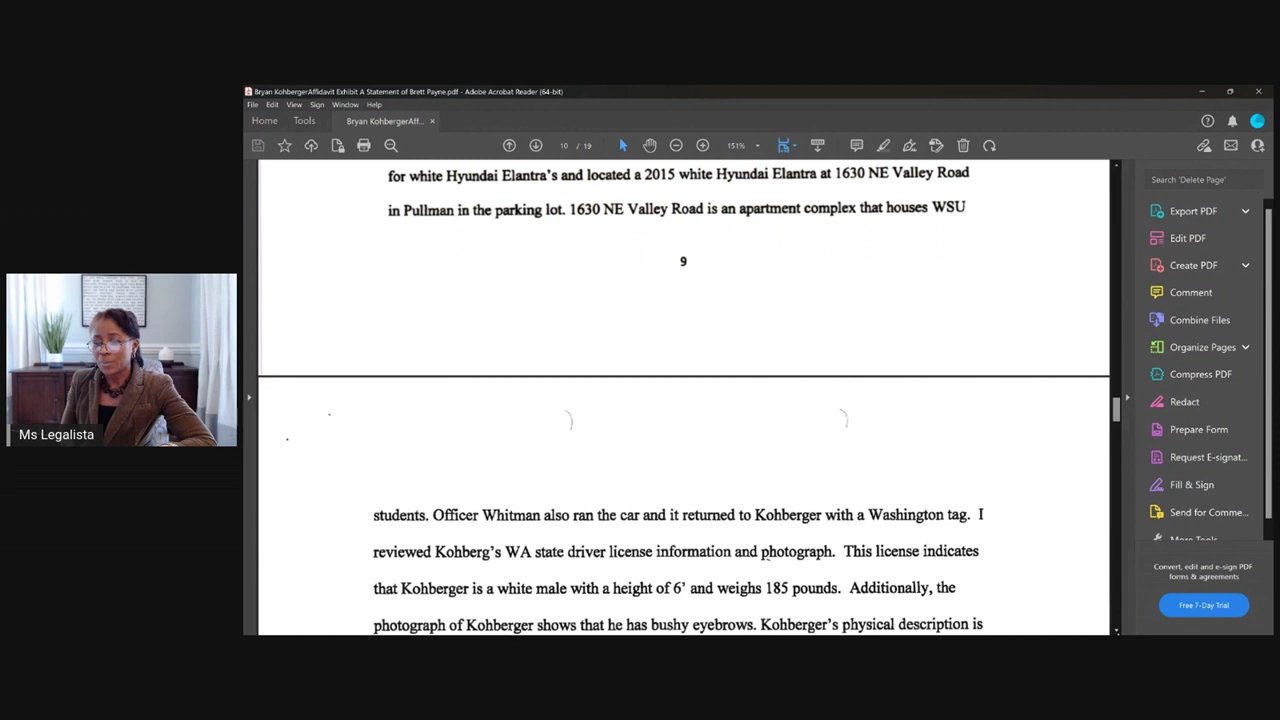 Bryan KohbergerAffidavit Exhibit A Statement of Brett Payne.pdf - Adobe Acrobat Reader (64-bit)
File Edit View Sign Window Help
Home Tools Bryan KohbergerAff... ×
10 / 19 151%
for white Hyundai Elantra's and located a 2015 white Hyundai Elantra at 1630 NE Valley Road
in Pullman in the parking lot. 1630 NE Valley Road is an apartment complex that houses WSU
9
students. Officer Whitman also ran the car and it returned to Kohberger with a Washington tag. I
reviewed Kohberg's WA state driver license information and photograph. This license indicates
that Kohberger is a white male with a height of 6' and weighs 185 pounds. Additionally, the
photograph of Kohberger shows that he has bushy eyebrows. Kohberger's physical description is
Search 'Delete Page'
Export PDF
Edit PDF
Create PDF
Comment
Combine Files
Organize Pages
Compress PDF
Redact
Prepare Form
Request E-signat...
Fill & Sign
Send for Comme...
More Tools
Convert, edit and e-sign PDF
forms & agreements
Free 7-Day Trial
Ms Legalista